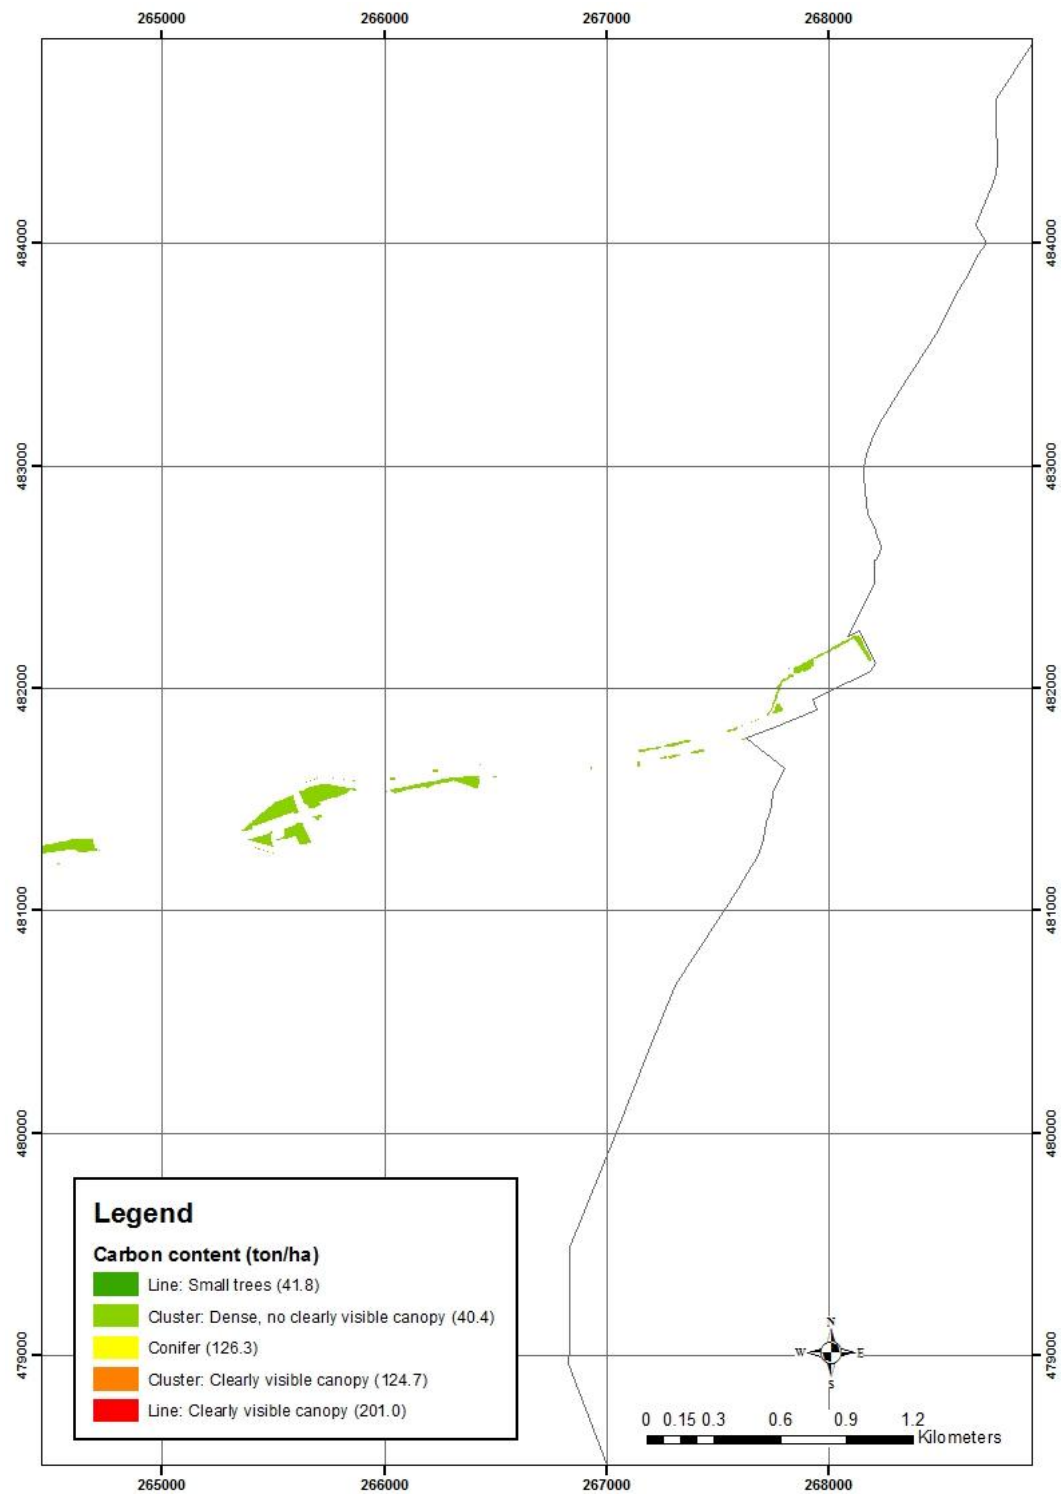 265000 266000 267000 268000
484000 484000
483000 483000
482000 482000
481000 481000
480000 480000
479000 479000
Legend
Carbon content (ton/ha)
Line: Small trees (41.8)
Cluster: Dense, no clearly visible canopy (40.4)
Conifer (126.3)
Cluster: Clearly visible canopy (124.7)
Line: Clearly visible canopy (201.0)
N
W E
S
0 0.15 0.3 0.6 0.9 1.2
Kilometers
265000 266000 267000 268000